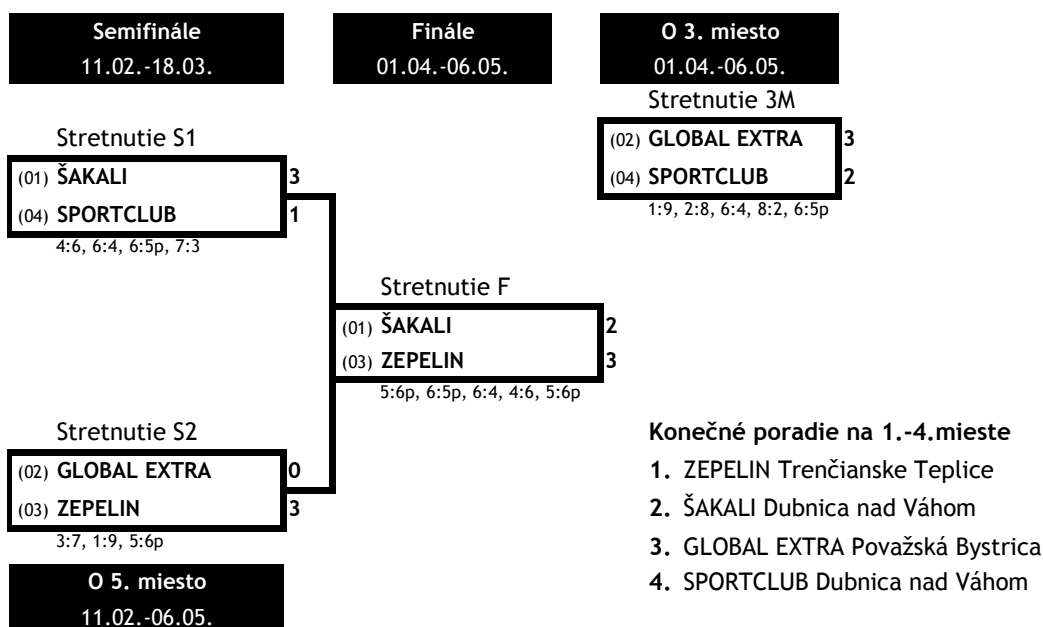 Semifinále
11.02.-18.03.
Finále
01.04.-06.05.
O 3. miesto
01.04.-06.05.
Stretnutie 3M
(02) GLOBAL EXTRA 3
(04) SPORTCLUB 2
1:9, 2:8, 6:4, 8:2, 6:5p
Stretnutie S1
(01) ŠAKALI 3
(04) SPORTCLUB 1
4:6, 6:4, 6:5p, 7:3
Stretnutie F
(01) ŠAKALI 2
(03) ZEPELIN 3
5:6p, 6:5p, 6:4, 4:6, 5:6p
Stretnutie S2
(02) GLOBAL EXTRA 0
(03) ZEPELIN 3
3:7, 1:9, 5:6p
Konečné poradie na 1.-4.mieste
1. ZEPELIN Trenčianske Teplice
2. ŠAKALI Dubnica nad Váhom
3. GLOBAL EXTRA Považská Bystrica
4. SPORTCLUB Dubnica nad Váhom
O 5. miesto
11.02.-06.05.